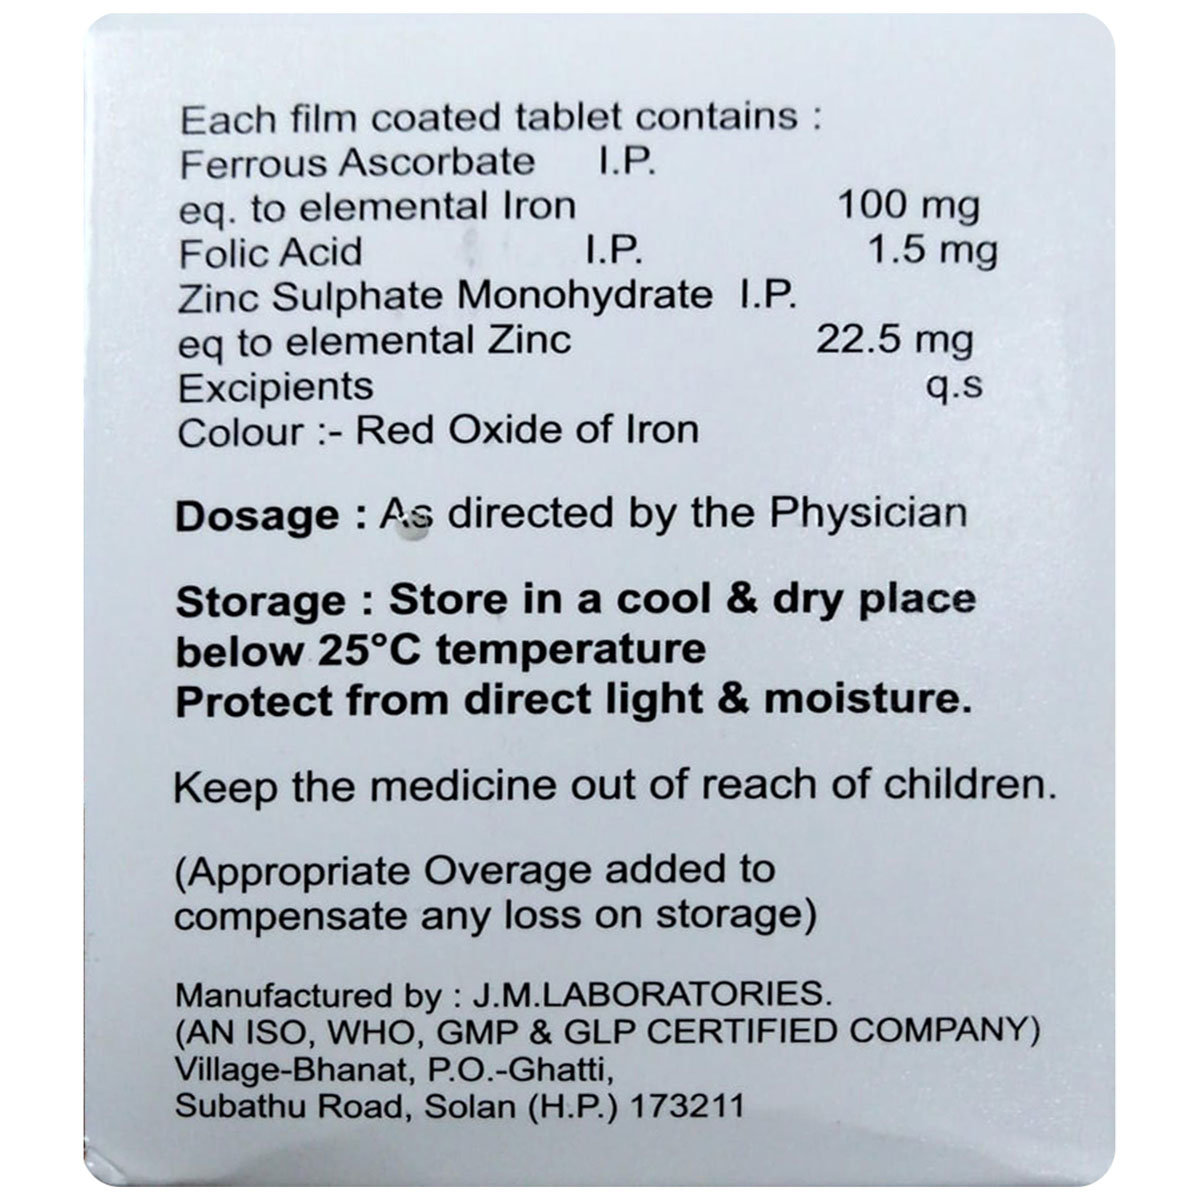 Each film coated tablet contains :
Ferrous Ascorbate I.P.
eq. to elemental Iron 100 mg
Folic Acid I.P. 1.5 mg
Zinc Sulphate Monohydrate I.P.
eq to elemental Zinc 22.5 mg
Excipients q.s
Colour :- Red Oxide of Iron
Dosage : As directed by the Physician
Storage : Store in a cool & dry place
below 25°C temperature
Protect from direct light & moisture.
Keep the medicine out of reach of children.
(Appropriate Overage added to
compensate any loss on storage)
Manufactured by : J.M.LABORATORIES.
(AN ISO, WHO, GMP & GLP CERTIFIED COMPANY)
Village-Bhanat, P.O.-Ghatti,
Subathu Road, Solan (H.P.) 173211